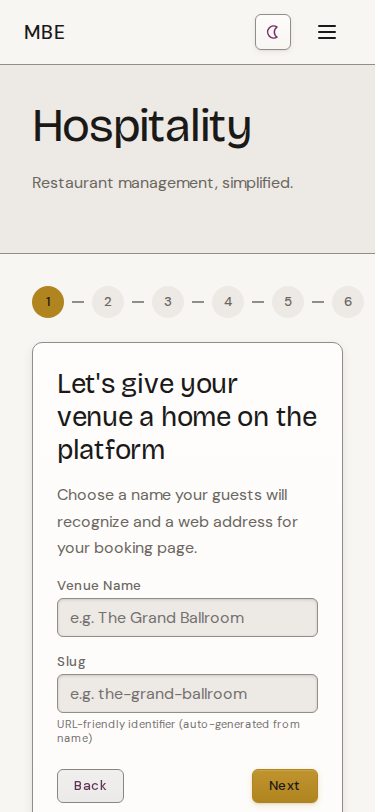 MBE
Hospitality
Restaurant management, simplified.
1 2 3 4 5 6
Let's give your
venue a home on the
platform
Choose a name your guests will
recognize and a web address for
your booking page.
Venue Name
e.g. The Grand Ballroom
Slug
e.g. the-grand-ballroom
URL-friendly identifier (auto-generated from
name)
Back Next